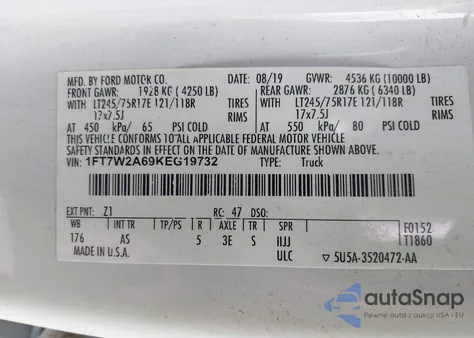 MFD. BY FORD MOTOR CO. DATE: 08/19 GVWR: 4536 KG (10000 LB)
FRONT GAWR: 1928 KG (4250 LB) REAR GAWR: 2876 KG (6340 LB)
WITH LT245/75R17E 121/118R TIRES WITH LT245/75R17E 121/118R TIRES
17x7.5J RIMS 17x7.5J RIMS
AT 450 kPa/ 65 PSI COLD AT 550 kPa/ 80 PSI COLD
THIS VEHICLE CONFORMS TO ALL APPLICABLE FEDERAL MOTOR VEHICLE
SAFETY STANDARDS IN EFFECT ON THE DATE OF MANUFACTURE SHOWN ABOVE.
VIN: 1FT7W2A69KEG19732 TYPE: Truck
EXT PNT: Z1 RC: 47 DSO:
WB INT TR TP/PS R AXLE TR SPR F0152
176 AS 5 3E S IIJJ T1860
MADE IN U.S.A. ULC ▽ 5U5A-3520472-AA
autoSnap
Pewne auto z aukcji w USA i EU